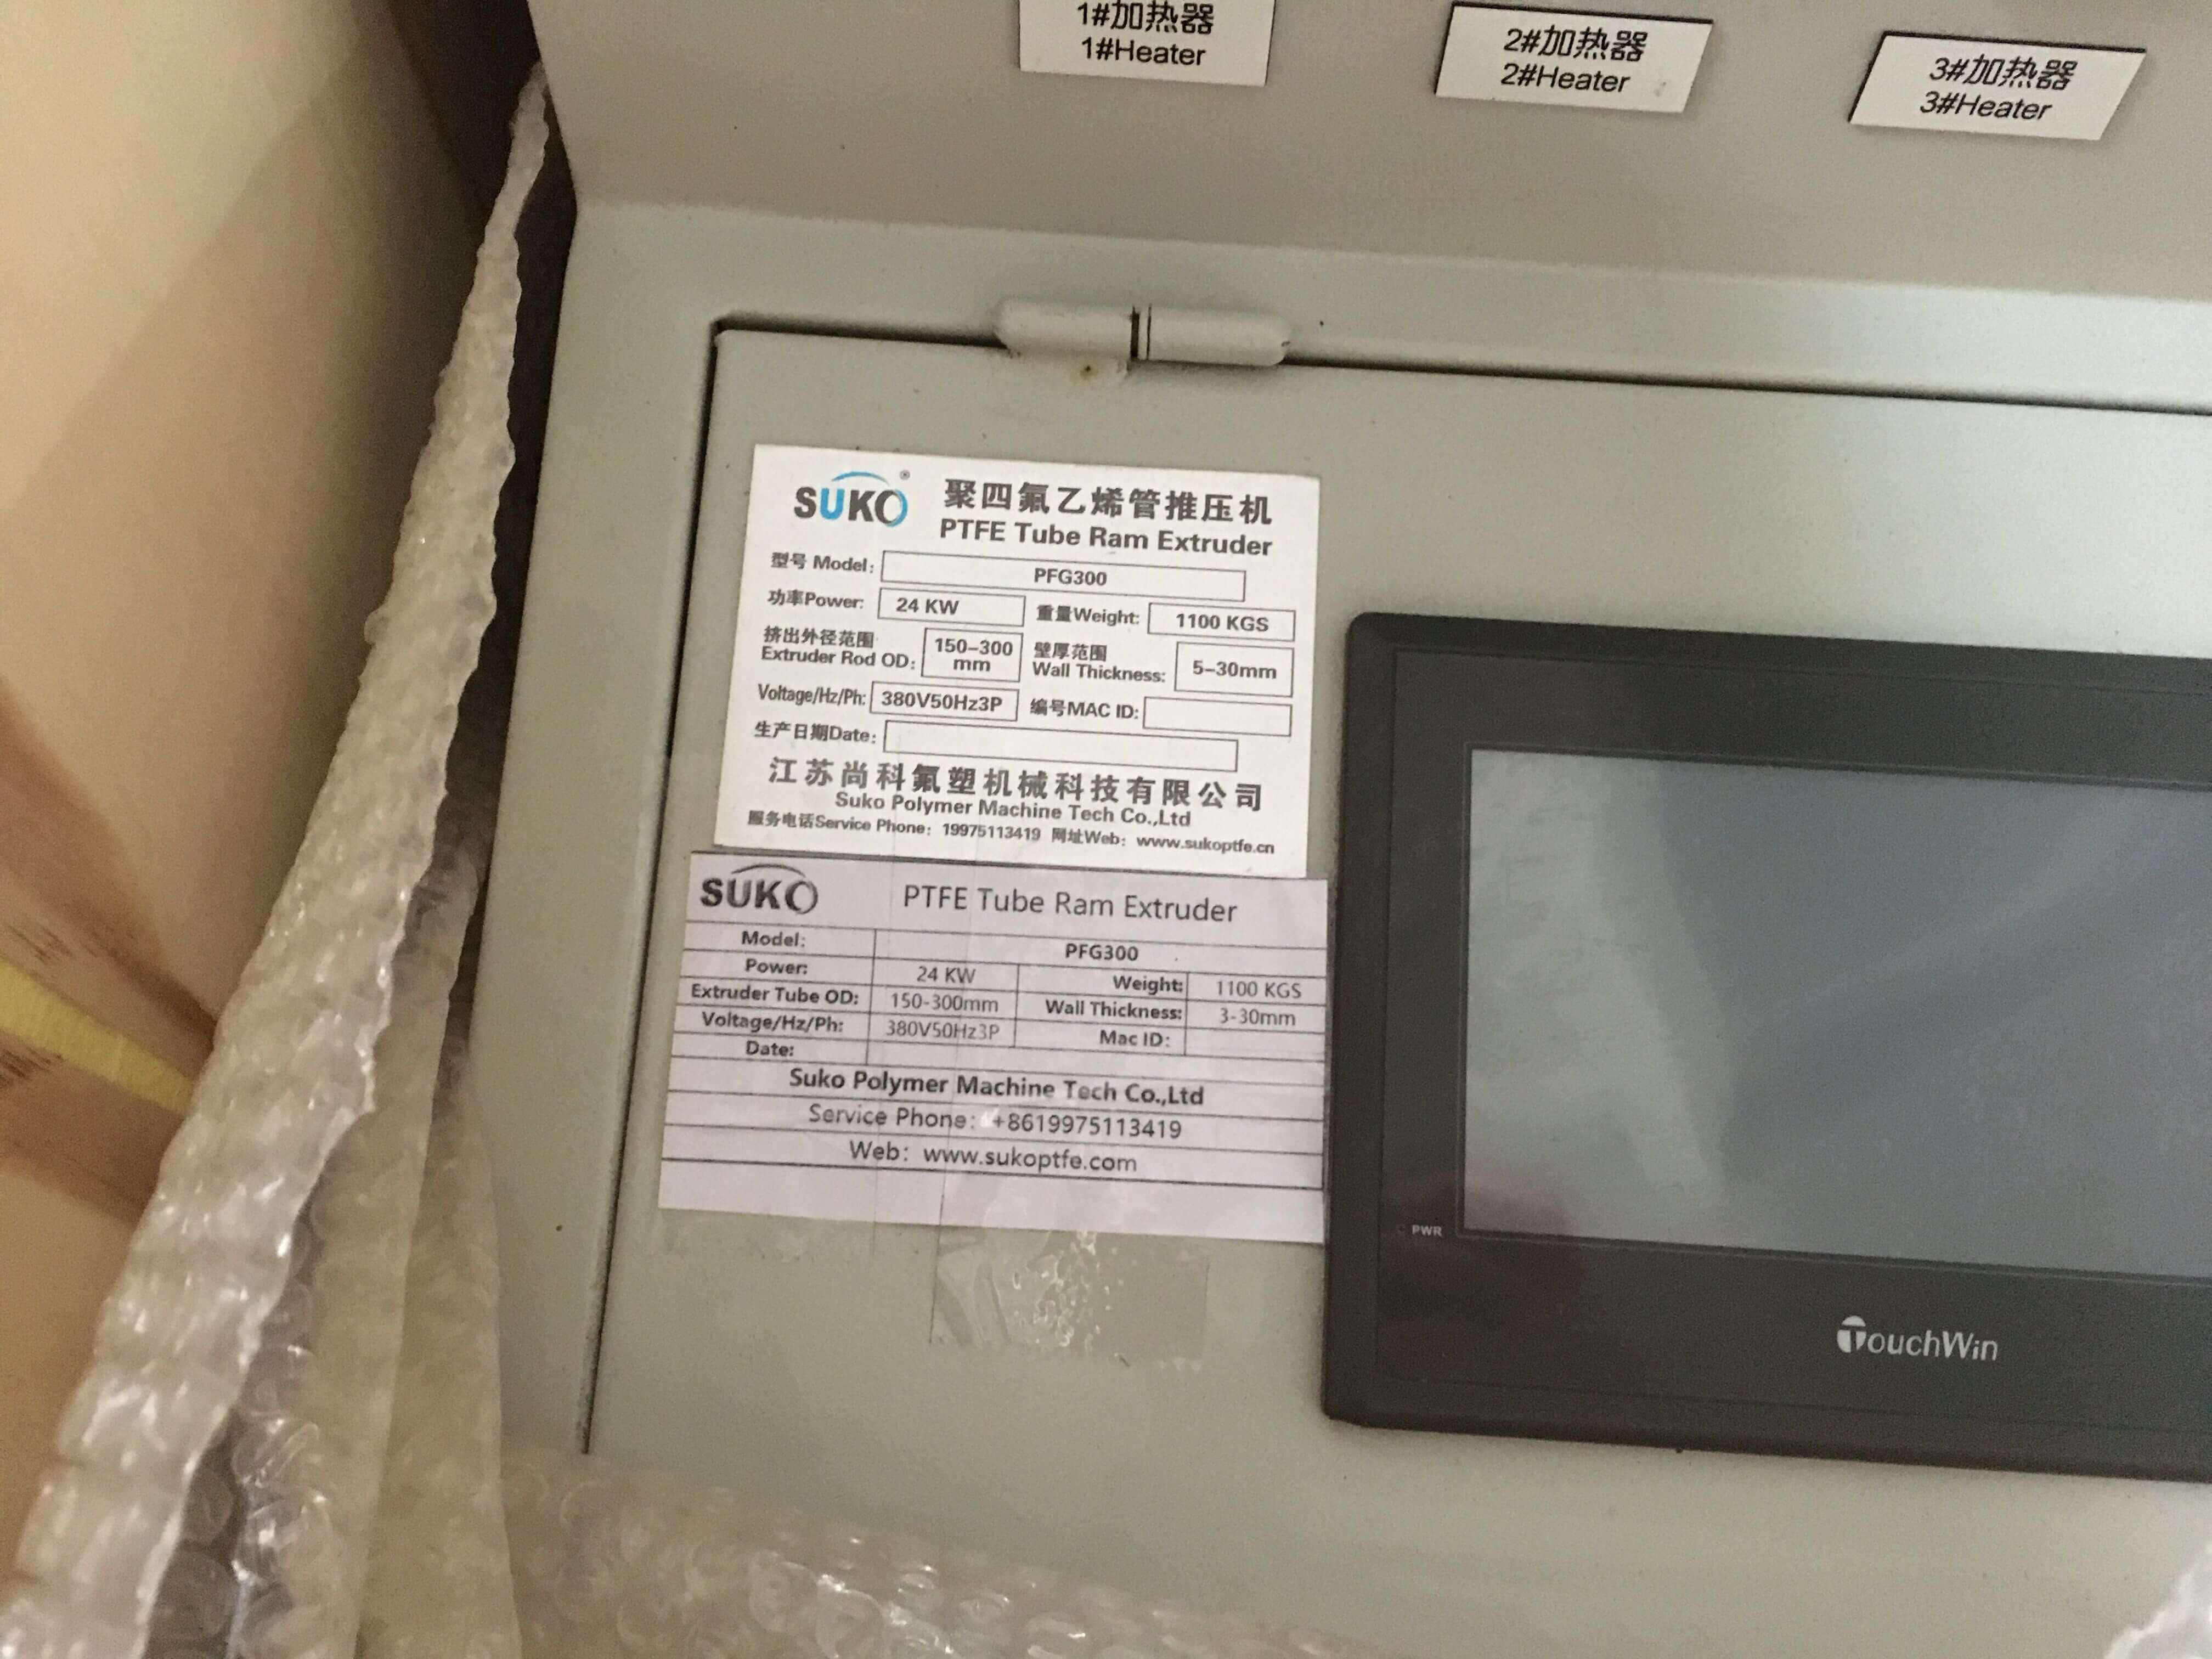 1#加热器
1#Heater
2#加热器
2#Heater
3#加热器
3#Heater
SUKO®
聚四氟乙烯管推压机
PTFE Tube Ram Extruder
型号 Model: PFG300
功率Power: 24 KW 重量Weight: 1100 KGS
挤出外径范围 150-300 壁厚范围
Extruder Rod OD: mm Wall Thickness: 5-30mm
Voltage/Hz/Ph: 380V50Hz3P 编号MAC ID:
生产日期Date:
江苏尚科氟塑机械科技有限公司
Suko Polymer Machine Tech Co.,Ltd
服务电话Service Phone: 19975113419 网址Web: www.sukoptfe.cn
SUKO PTFE Tube Ram Extruder
Model: PFG300
Power: 24 KW Weight: 1100 KGS
Extruder Tube OD: 150-300mm Wall Thickness: 3-30mm
Voltage/Hz/Ph: 380V50Hz3P Mac ID:
Date:
Suko Polymer Machine Tech Co.,Ltd
Service Phone: +8619975113419
Web: www.sukoptfe.com
PWR
TouchWin